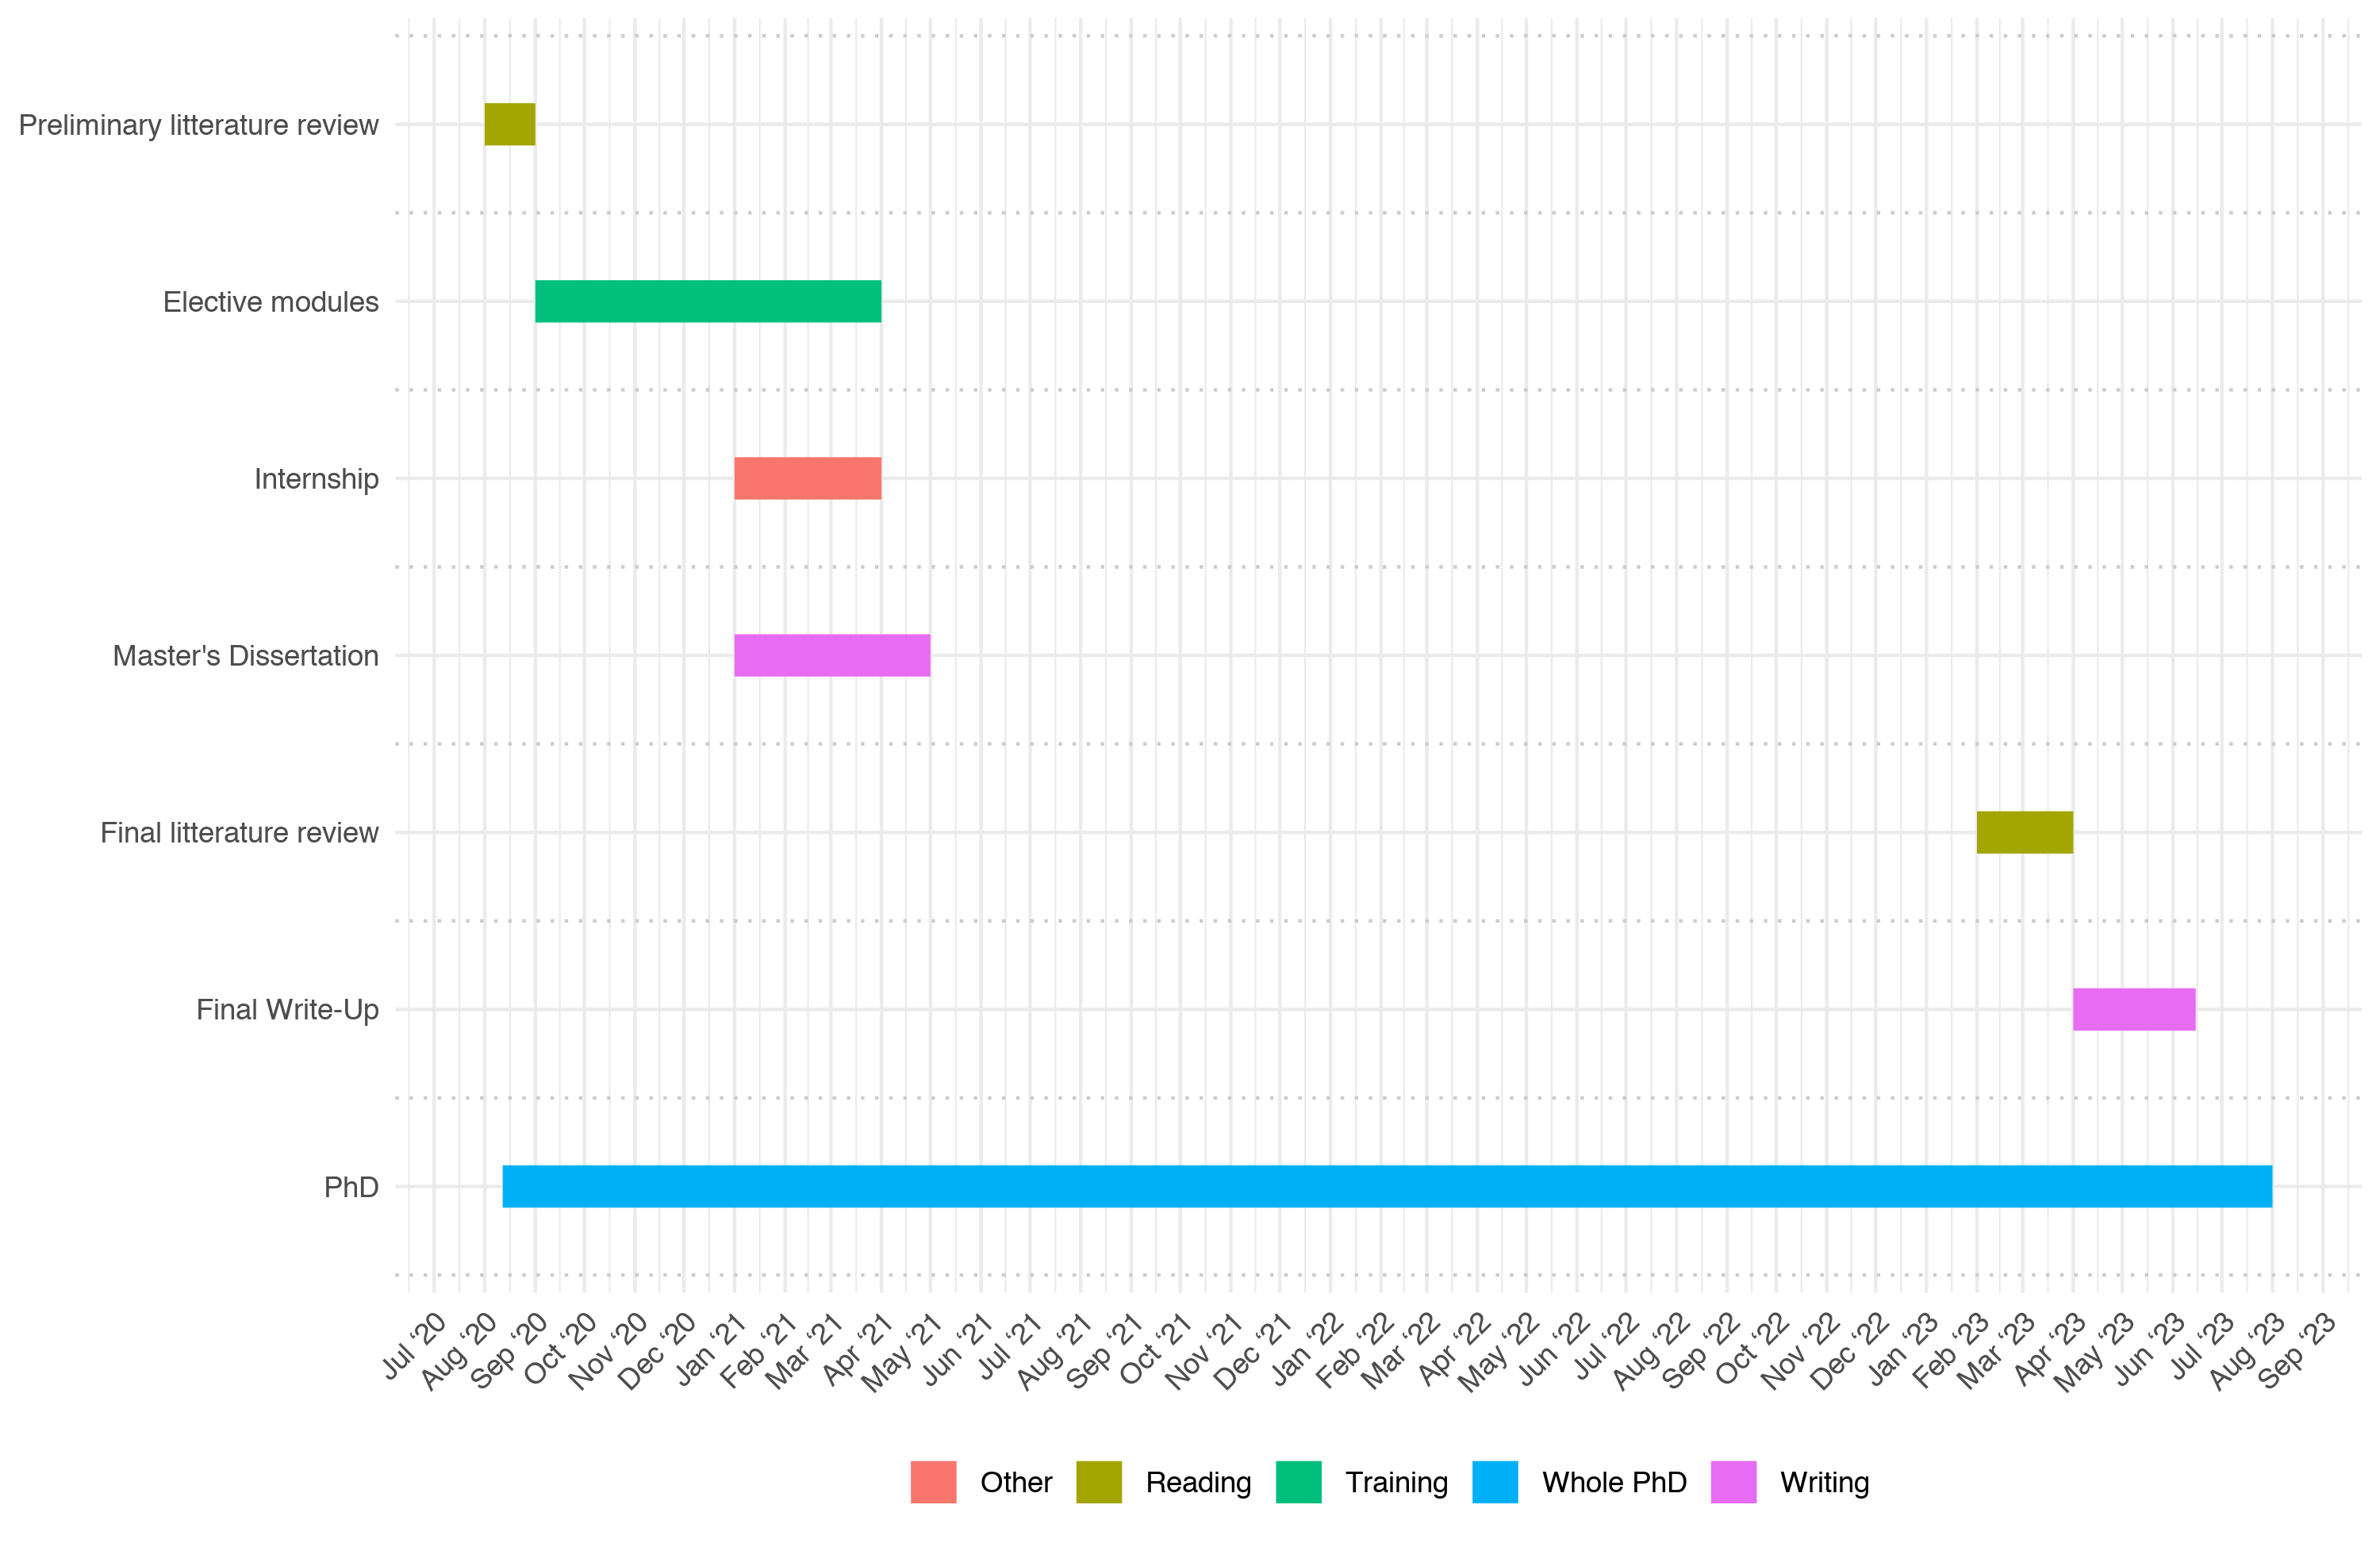 Preliminary litterature review
Elective modules
Internship
Master's Dissertation
Final litterature review
Final Write-Up
PhD
Jul ‘20
Aug ‘20
Sep ‘20
Oct ‘20
Nov ‘20
Dec ‘20
Jan ‘21
Feb ‘21
Mar ‘21
Apr ‘21
May ‘21
Jun ‘21
Jul ‘21
Aug ‘21
Sep ‘21
Oct ‘21
Nov ‘21
Dec ‘21
Jan ‘22
Feb ‘22
Mar ‘22
Apr ‘22
May ‘22
Jun ‘22
Jul ‘22
Aug ‘22
Sep ‘22
Oct ‘22
Nov ‘22
Dec ‘22
Jan ‘23
Feb ‘23
Mar ‘23
Apr ‘23
May ‘23
Jun ‘23
Jul ‘23
Aug ‘23
Sep ‘23
Other
Reading
Training
Whole PhD
Writing